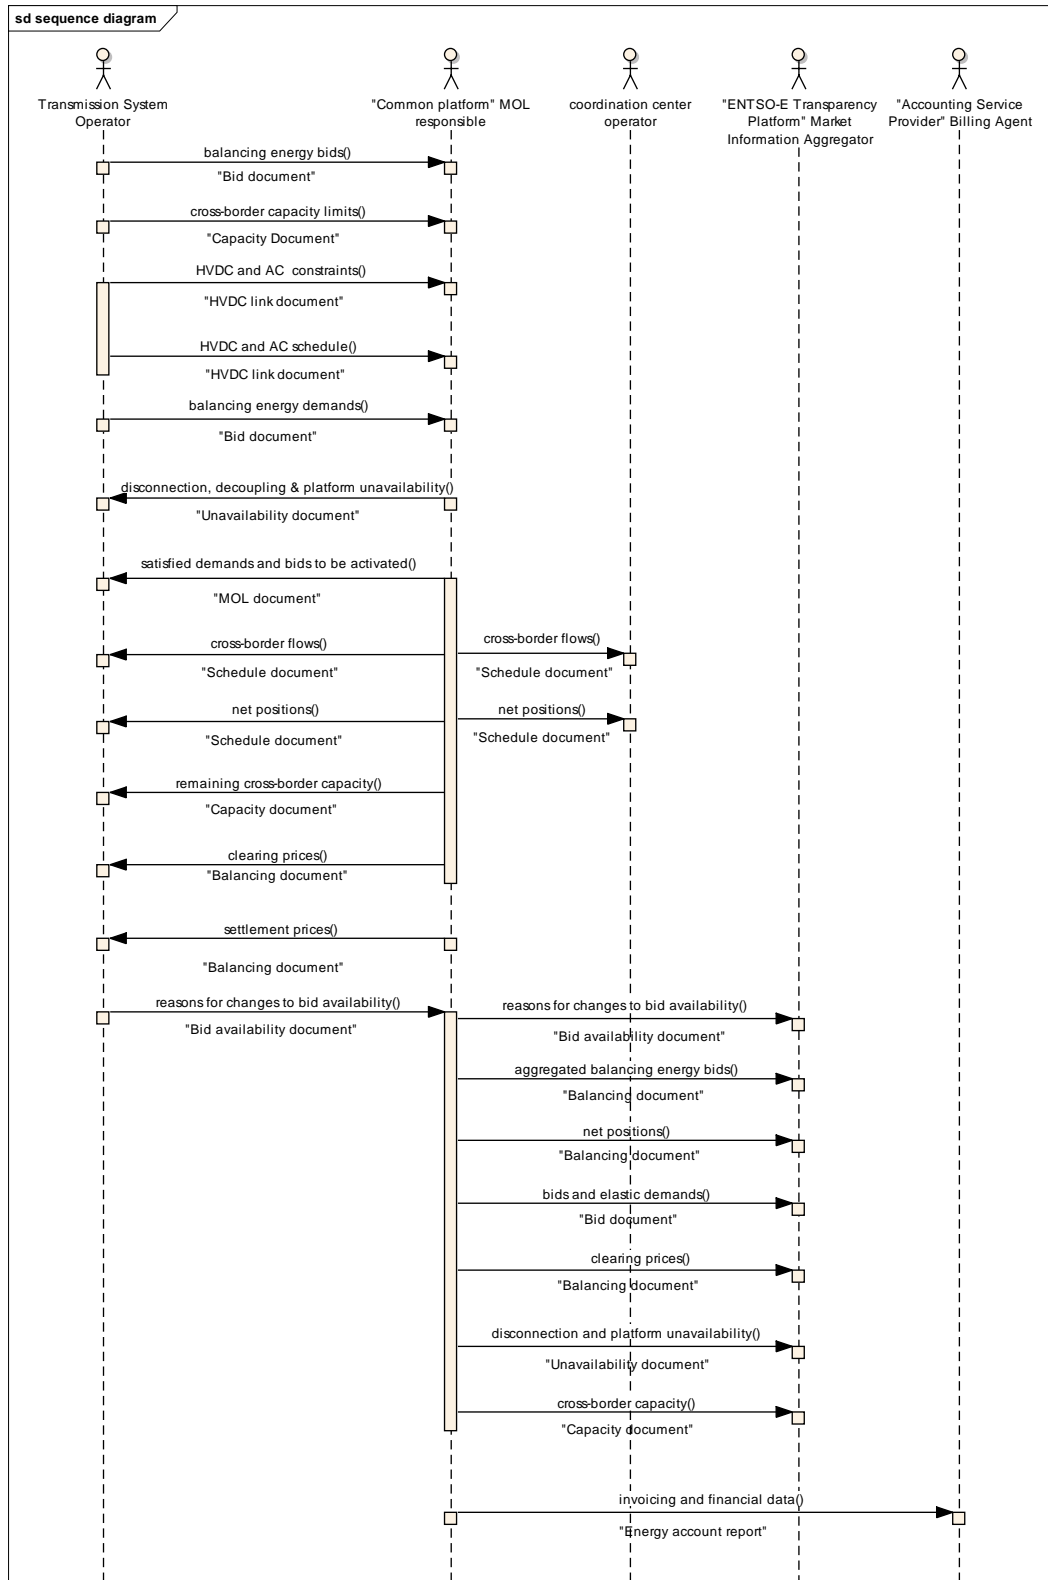 sd sequence diagram
Transmission System
Operator
"Common platform" MOL
responsible
coordination center
operator
"ENTSO-E Transparency
Platform" Market
Information Aggregator
"Accounting Service
Provider" Billing Agent
balancing energy bids()
"Bid document"
cross-border capacity limits()
"Capacity Document"
HVDC and AC constraints()
"HVDC link document"
HVDC and AC schedule()
"HVDC link document"
balancing energy demands()
"Bid document"
disconnection, decoupling & platform unavailability()
"Unavailability document"
satisfied demands and bids to be activated()
"MOL document"
cross-border flows()
"Schedule document"
cross-border flows()
"Schedule document"
net positions()
"Schedule document"
net positions()
"Schedule document"
remaining cross-border capacity()
"Capacity document"
clearing prices()
"Balancing document"
settlement prices()
"Balancing document"
reasons for changes to bid availability()
"Bid availability document"
reasons for changes to bid availability()
"Bid availability document"
aggregated balancing energy bids()
"Balancing document"
net positions()
"Balancing document"
bids and elastic demands()
"Bid document"
clearing prices()
"Balancing document"
disconnection and platform unavailability()
"Unavailability document"
cross-border capacity()
"Capacity document"
invoicing and financial data()
"Energy account report"